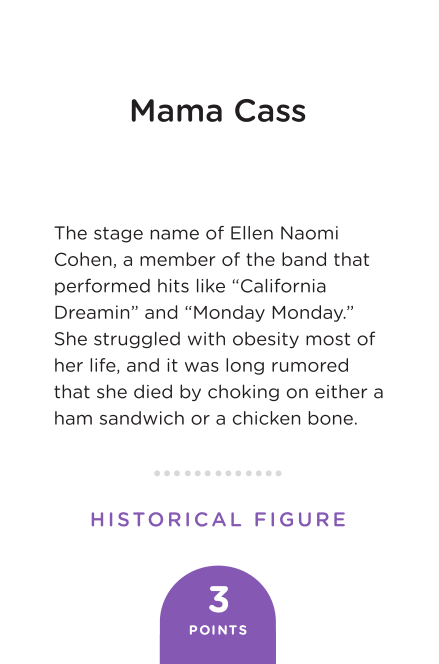 Mama Cass
The stage name of Ellen Naomi
Cohen, a member of the band that
performed hits like “California
Dreamin” and “Monday Monday.”
She struggled with obesity most of
her life, and it was long rumored
that she died by choking on either a
ham sandwich or a chicken bone.
HISTORICAL FIGURE
3
POINTS